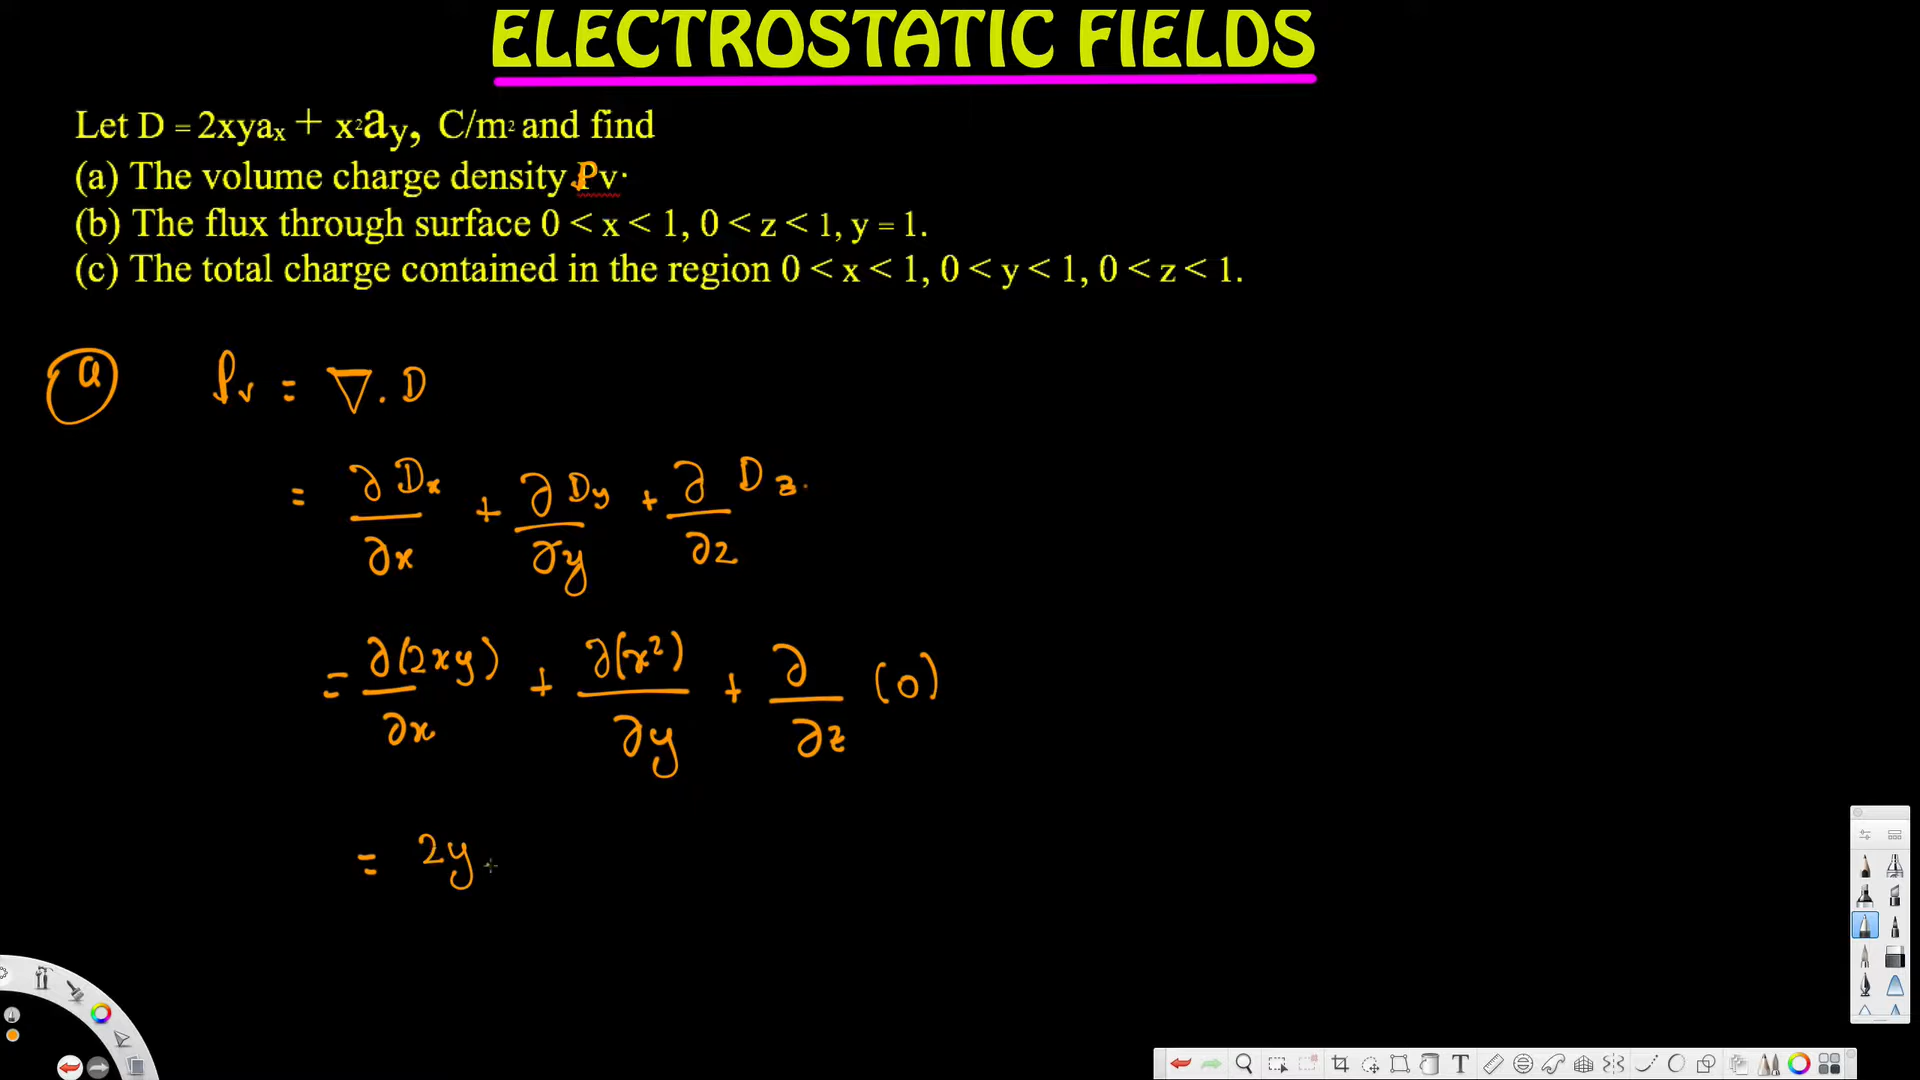 ELECTROSTATIC FIELDS
Let D = 2xyaₓ + x²a_y, C/m² and find
(a) The volume charge density Pv.
(b) The flux through surface 0 < x < 1, 0 < z < 1, y = 1.
(c) The total charge contained in the region 0 < x < 1, 0 < y < 1, 0 < z < 1.
a ρv = ∇. D
= ∂Dx/∂x + ∂Dy/∂y + ∂/∂z Dz.
= ∂(2xy)/∂x + ∂(x²)/∂y + ∂/∂z (0)
= 2y
T